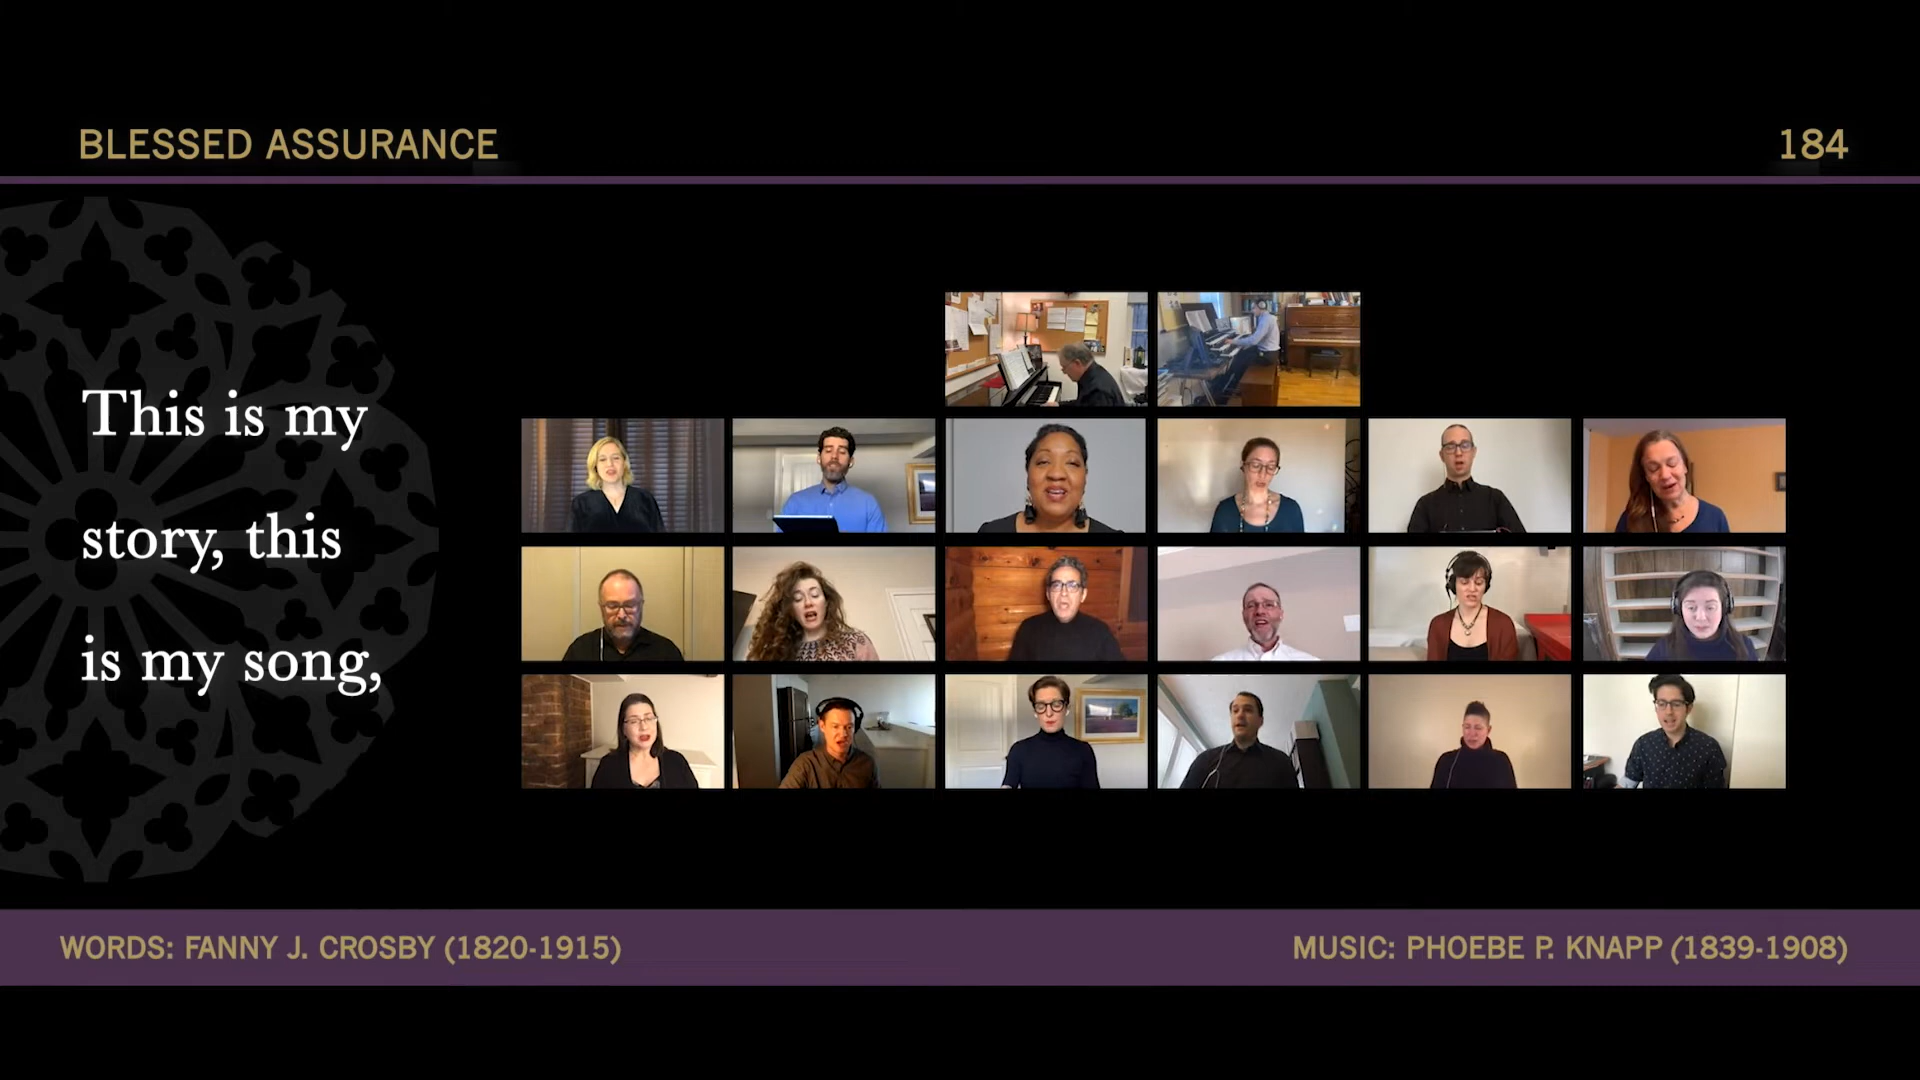 BLESSED ASSURANCE
184
This is my
story, this
is my song,
WORDS: FANNY J. CROSBY (1820-1915)
MUSIC: PHOEBE P. KNAPP (1839-1908)